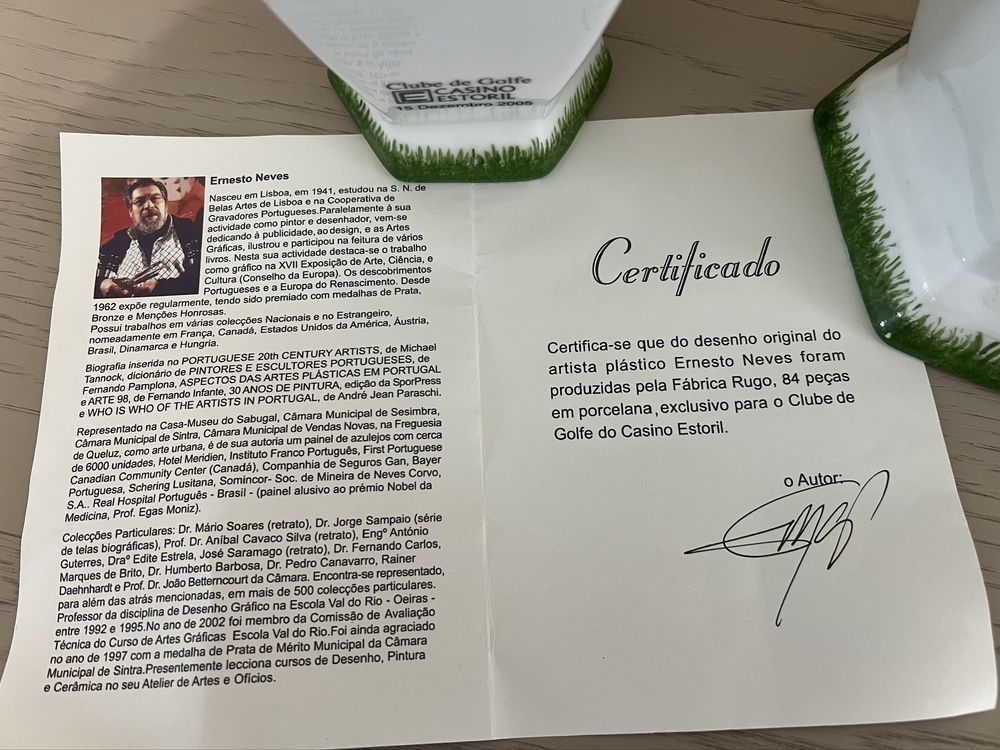 Clube de Golfe
CASINO
ESTORIL
15 Dezembro 2005
Ernesto Neves
Nasceu em Lisboa, em 1941, estudou na S. N. de
Belas Artes de Lisboa e na Cooperativa de
Gravadores Portugueses.Paralelamente à sua
actividade como pintor e desenhador, vem-se
dedicando à publicidade, ao design, e as Artes
Gráficas, ilustrou e participou na feitura de vários
livros. Nesta sua actividade destaca-se o trabalho
como gráfico na XVII Exposição de Arte, Ciência, e
Cultura (Conselho da Europa). Os descobrimentos
Portugueses e a Europa do Renascimento. Desde
1962 expõe regularmente, tendo sido premiado com medalhas de Prata,
Bronze e Menções Honrosas.
Possui trabalhos em várias colecções Nacionais e no Estrangeiro,
nomeadamente em França, Canadá, Estados Unidos da América, Áustria,
Brasil, Dinamarca e Hungria.
Biografia inserida no PORTUGUESE 20th CENTURY ARTISTS, de Michael
Tannock, dicionário de PINTORES E ESCULTORES PORTUGUESES, de
Fernando Pamplona, ASPECTOS DAS ARTES PLÁSTICAS EM PORTUGAL
e ARTE 98, de Fernando Infante, 30 ANOS DE PINTURA, edição da SporPress
e WHO IS WHO OF THE ARTISTS IN PORTUGAL, de André Jean Paraschi.
Representado na Casa-Museu do Sabugal, Câmara Municipal de Sesimbra,
Câmara Municipal de Sintra, Câmara Municipal de Vendas Novas, na Freguesia
de Queluz, como arte urbana, é de sua autoria um painel de azulejos com cerca
de 6000 unidades, Hotel Meridien, Instituto Franco Português, First Portuguese
Canadian Community Center (Canadá), Companhia de Seguros Gan, Bayer
Portuguesa, Schering Lusitana, Somincor- Soc. de Mineira de Neves Corvo,
S.A.. Real Hospital Português - Brasil - (painel alusivo ao prémio Nobel da
Medicina, Prof. Egas Moniz).
Colecções Particulares: Dr. Mário Soares (retrato), Dr. Jorge Sampaio (série
de telas biográficas), Prof. Dr. Aníbal Cavaco Silva (retrato), Engº António
Guterres, Draº Edite Estrela, José Saramago (retrato), Dr. Fernando Carlos,
Marques de Brito, Dr. Humberto Barbosa, Dr. Pedro Canavarro, Rainer
Daehnhardt e Prof. Dr. João Betterncourt da Câmara. Encontra-se representado,
para além das atrás mencionadas, em mais de 500 colecções particulares.
Professor da disciplina de Desenho Gráfico na Escola Val do Rio - Oeiras -
entre 1992 e 1995.No ano de 2002 foi membro da Comissão de Avaliação
Técnica do Curso de Artes Gráficas Escola Val do Rio.Foi ainda agraciado
no ano de 1997 com a medalha de Prata de Mérito Municipal da Câmara
Municipal de Sintra.Presentemente lecciona cursos de Desenho, Pintura
e Cerâmica no seu Atelier de Artes e Ofícios.
Certificado
Certifica-se que do desenho original do
artista plástico Ernesto Neves foram
produzidas pela Fábrica Rugo, 84 peças
em porcelana, exclusivo para o Clube de
Golfe do Casino Estoril.
o Autor: